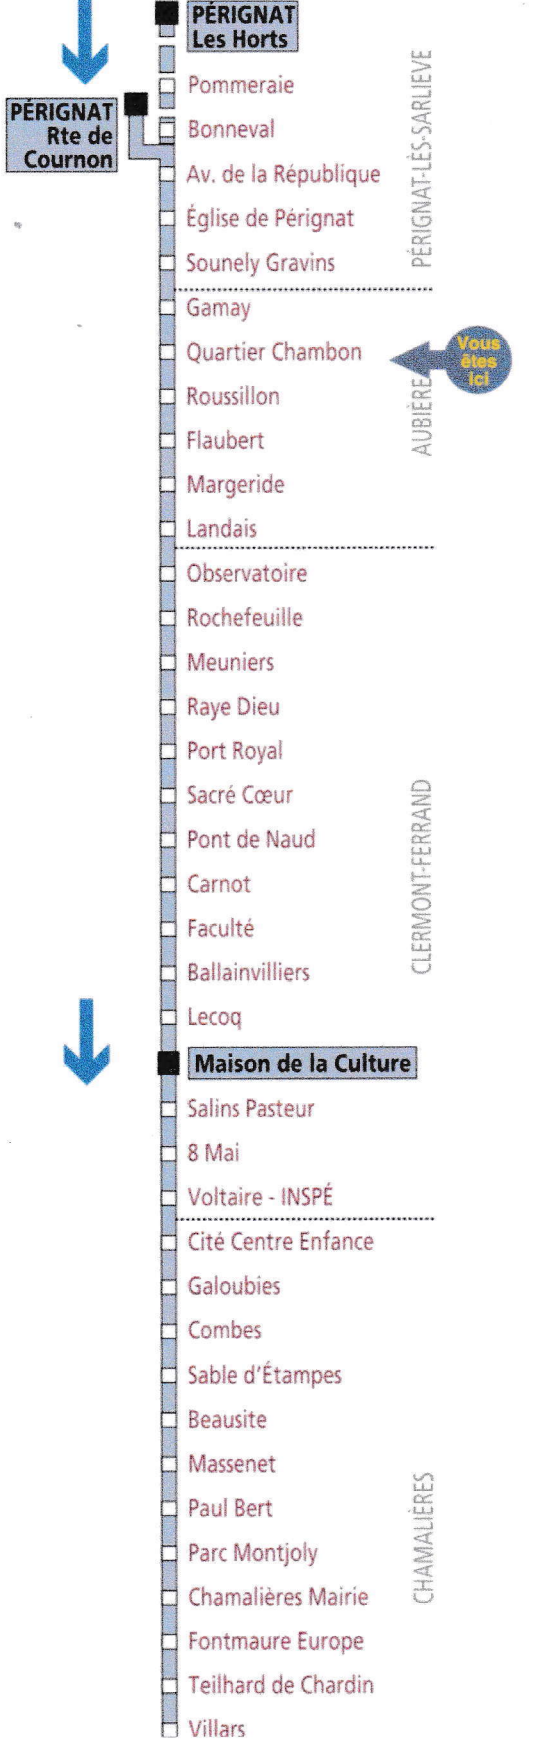 PÉRIGNAT
Les Horts
Pommeraie
PÉRIGNAT
Rte de
Cournon
Bonneval
Av. de la République
Église de Pérignat
Sounely Gravins
PÉRIGNAT-LÈS-SARLIEVE
Gamay
Quartier Chambon
Vous
êtes
ici
Roussillon
Flaubert
Margeride
Landais
AUBIÈRE
Observatoire
Rochefeuille
Meuniers
Raye Dieu
Port Royal
Sacré Cœur
Pont de Naud
Carnot
Faculté
Ballainvilliers
Lecoq
Maison de la Culture
Salins Pasteur
8 Mai
Voltaire - INSPÉ
CLERMONT-FERRAND
Cité Centre Enfance
Galoubies
Combes
Sable d'Étampes
Beausite
Massenet
Paul Bert
Parc Montjoly
Chamalières Mairie
Fontmaure Europe
Teilhard de Chardin
Villars
CHAMALIÈRES